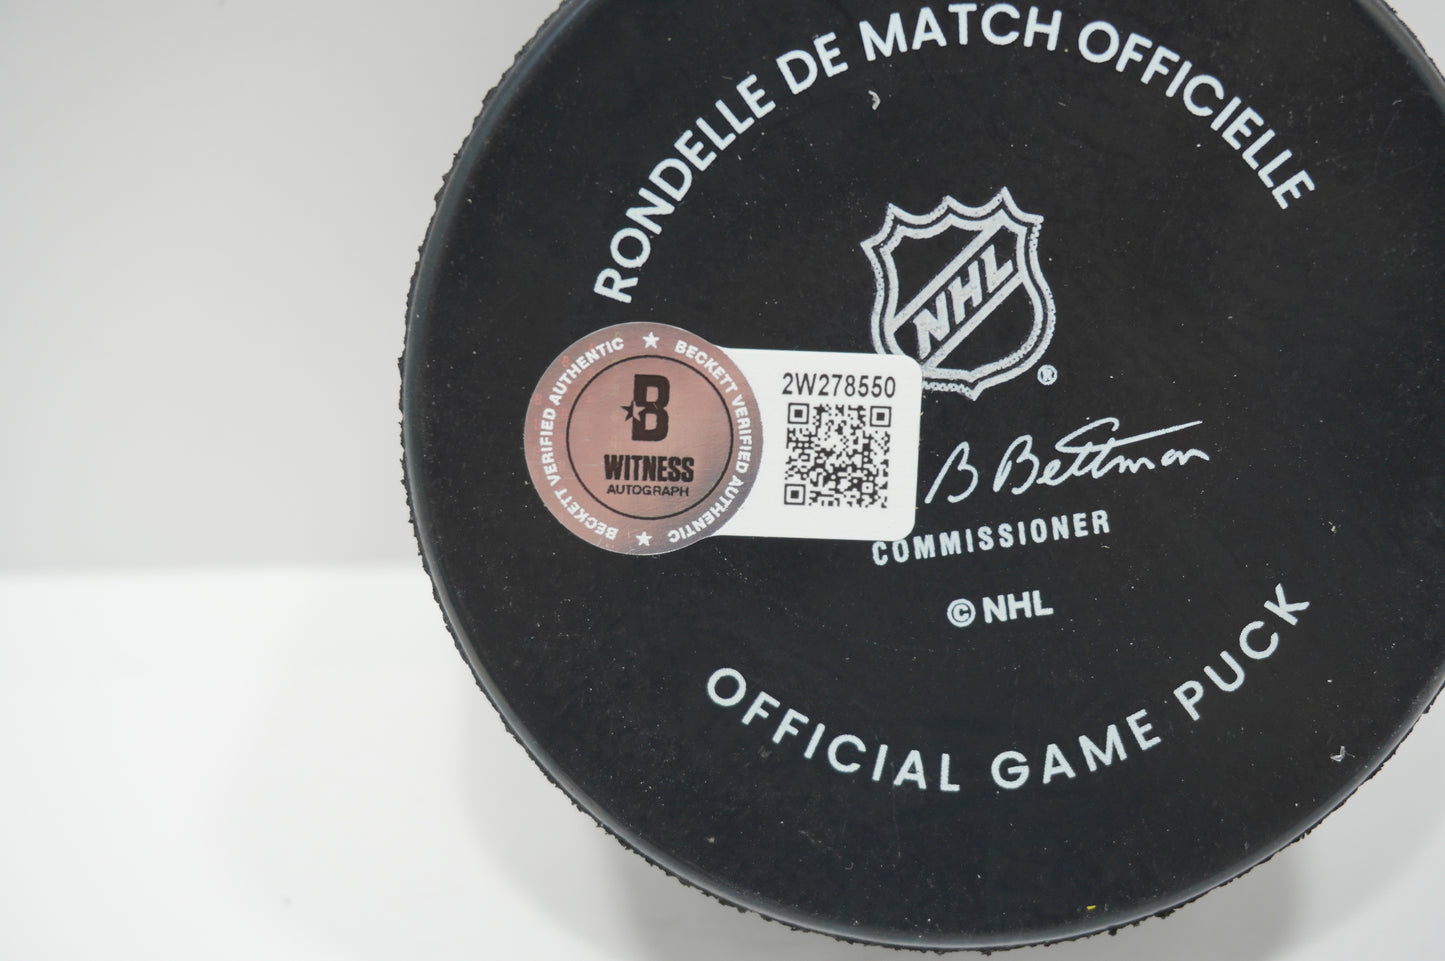 RONDELLE DE MATCH OFFICIELLE
NHL
®
BECKETT VERIFIED AUTHENTIC ★ BECKETT VERIFIED AUTHENTIC ★
B
WITNESS
AUTOGRAPH
2W278550
B Bettman
COMMISSIONER
© NHL
OFFICIAL GAME PUCK